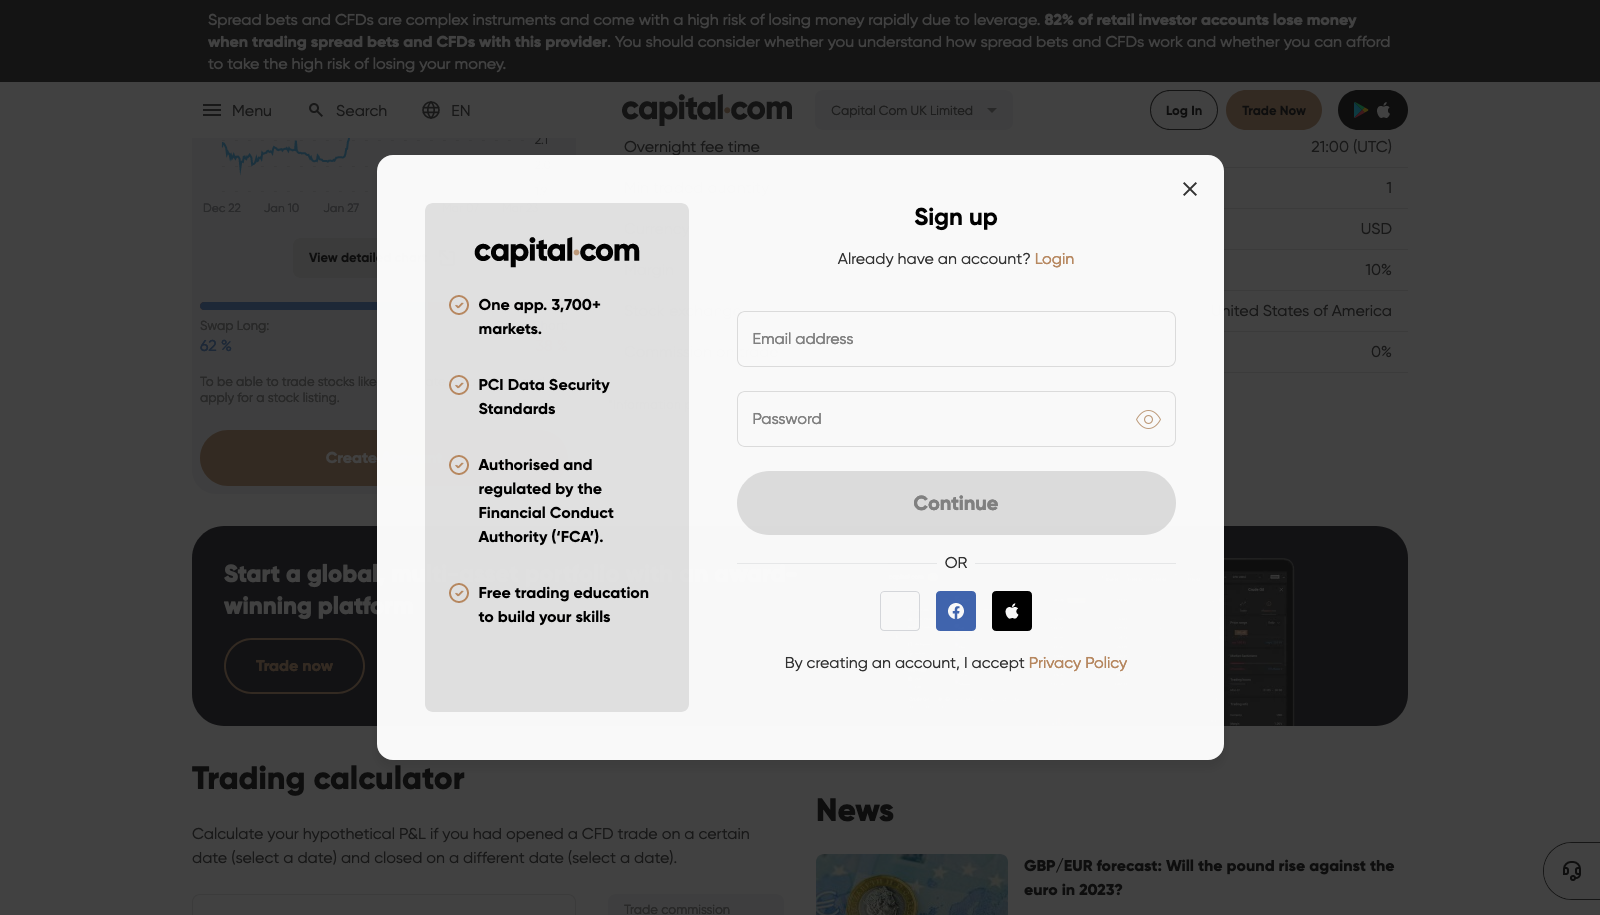 Spread bets and CFDs are complex instruments and come with a high risk of losing money rapidly due to leverage. 82% of retail investor accounts lose money
when trading spread bets and CFDs with this provider. You should consider whether you understand how spread bets and CFDs work and whether you can afford
to take the high risk of losing your money.
Menu
Search
EN
capital.com
Capital Com UK Limited
Log In
Trade Now
2.1
Overnight fee time
21:00 (UTC)
1
Dec 22
Jan 10
Jan 27
USD
View detail
10%
Swap Long:
62 %
nited States of America
0%
To be able to trade stocks like
apply for a stock listing.
Create
Start a global
winning platfo
Trade now
capital.com
One app. 3,700+
markets.
PCI Data Security
Standards
Authorised and
regulated by the
Financial Conduct
Authority (‘FCA’).
Free trading education
to build your skills
Sign up
Already have an account? Login
Email address
Password
Continue
OR
By creating an account, I accept Privacy Policy
Trading calculator
Calculate your hypothetical P&L if you had opened a CFD trade on a certain
date (select a date) and closed on a different date (select a date).
Trade commission
News
GBP/EUR forecast: Will the pound rise against the
euro in 2023?